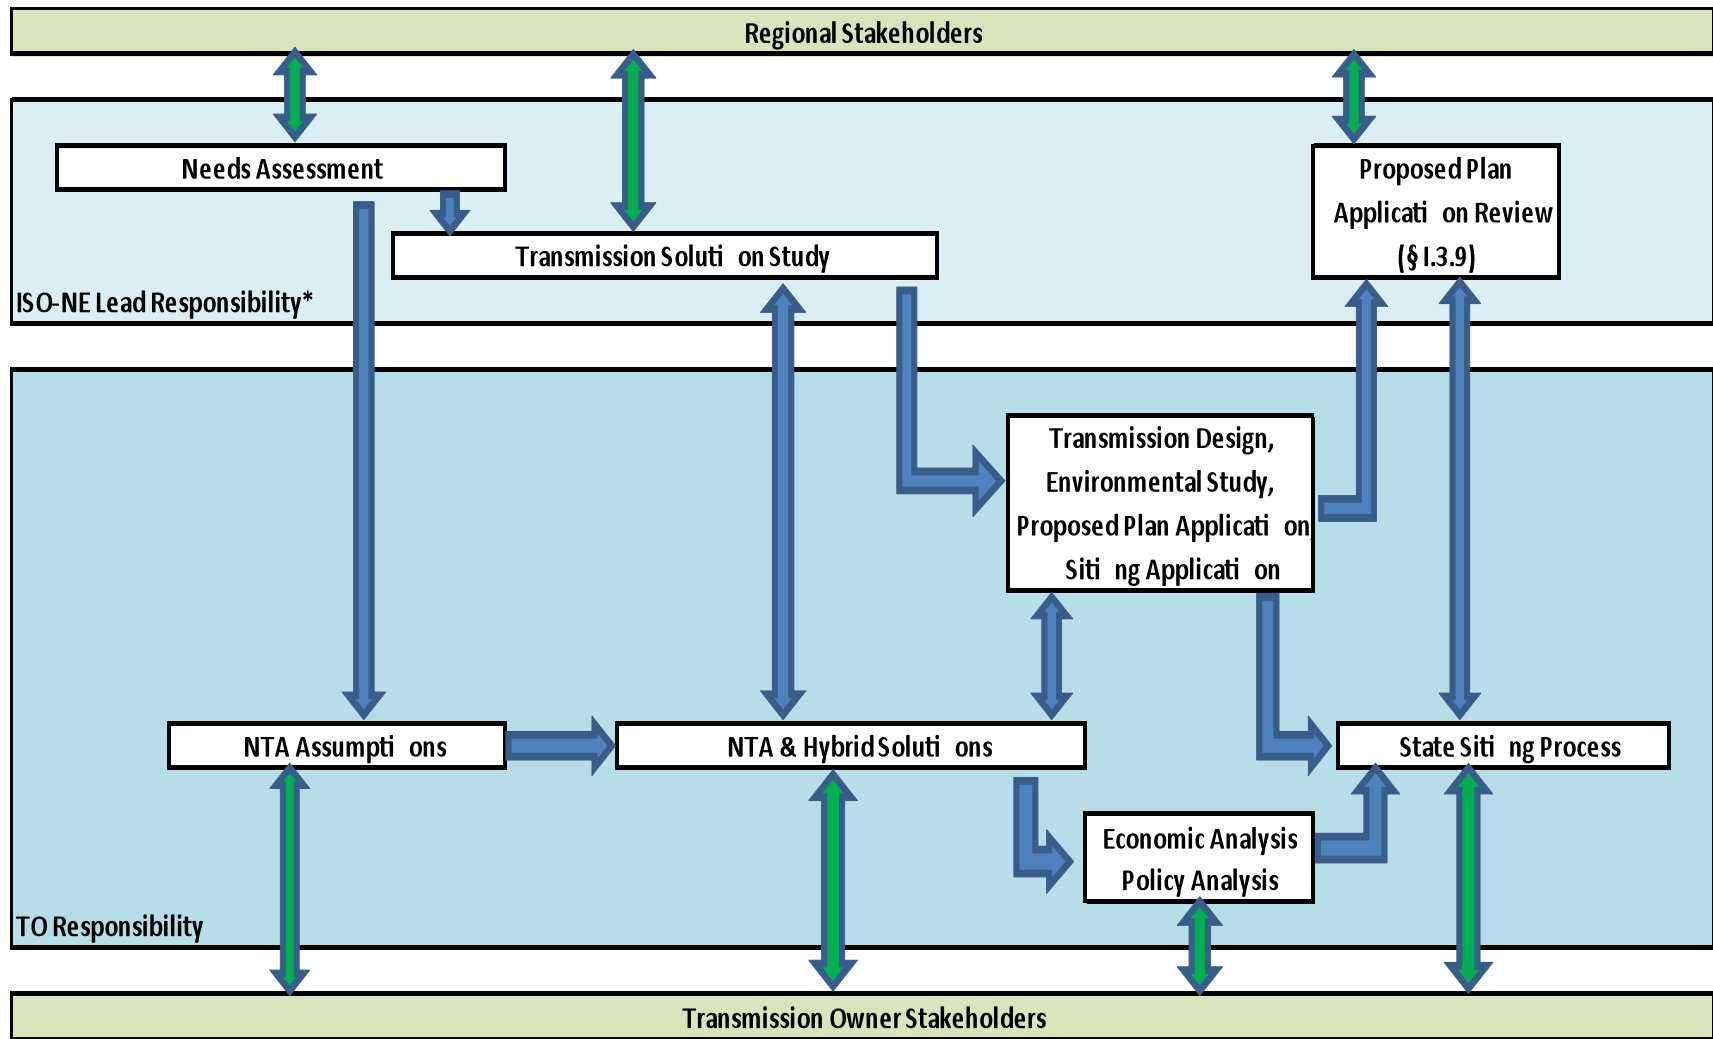 Regional Stakeholders
Needs Assessment
Proposed Plan
Applicati on Review
(§ I.3.9)
Transmission Soluti on Study
ISO-NE Lead Responsibility*
Transmission Design,
Environmental Study,
Proposed Plan Applicati on,
Siti ng Applicati on
NTA Assumpti ons
NTA & Hybrid Soluti ons
State Siti ng Process
Economic Analysis
Policy Analysis
TO Responsibility
Transmission Owner Stakeholders